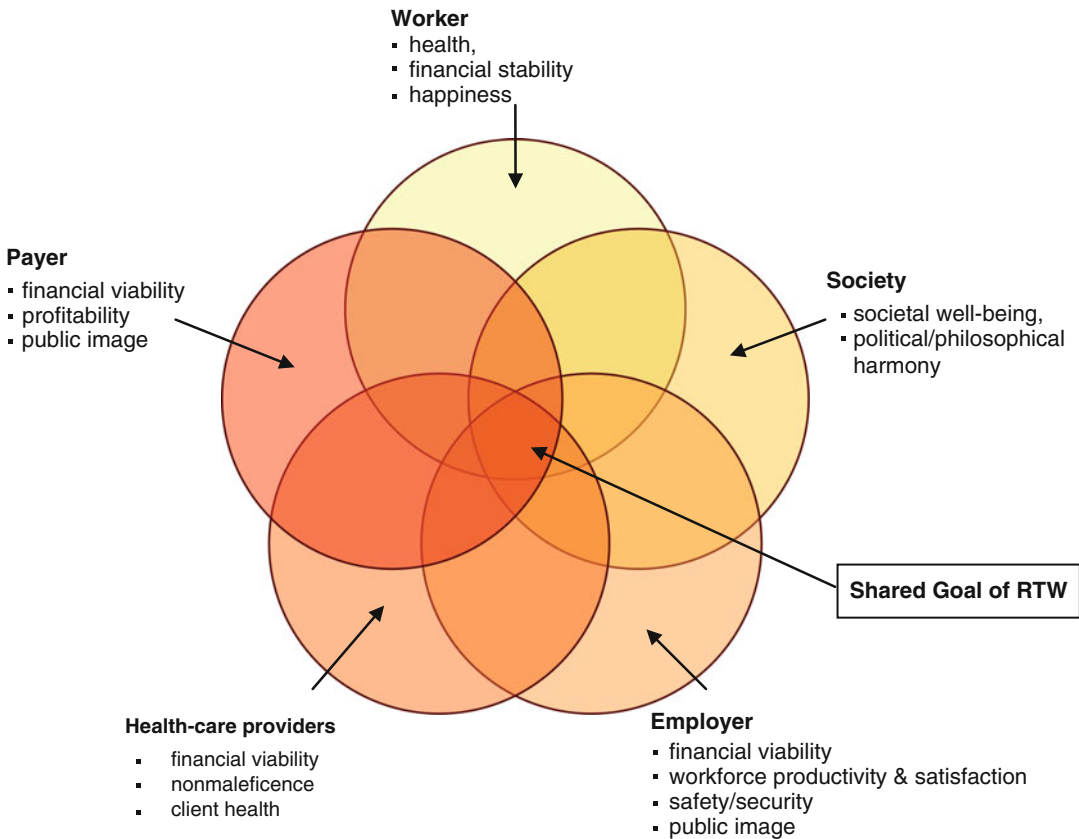 Worker
▪ health,
▪ financial stability
▪ happiness
Payer
▪ financial viability
▪ profitability
▪ public image
Society
▪ societal well-being,
▪ political/philosophical
harmony
Shared Goal of RTW
Health-care providers
▪ financial viability
▪ nonmaleficence
▪ client health
Employer
▪ financial viability
▪ workforce productivity & satisfaction
▪ safety/security
▪ public image